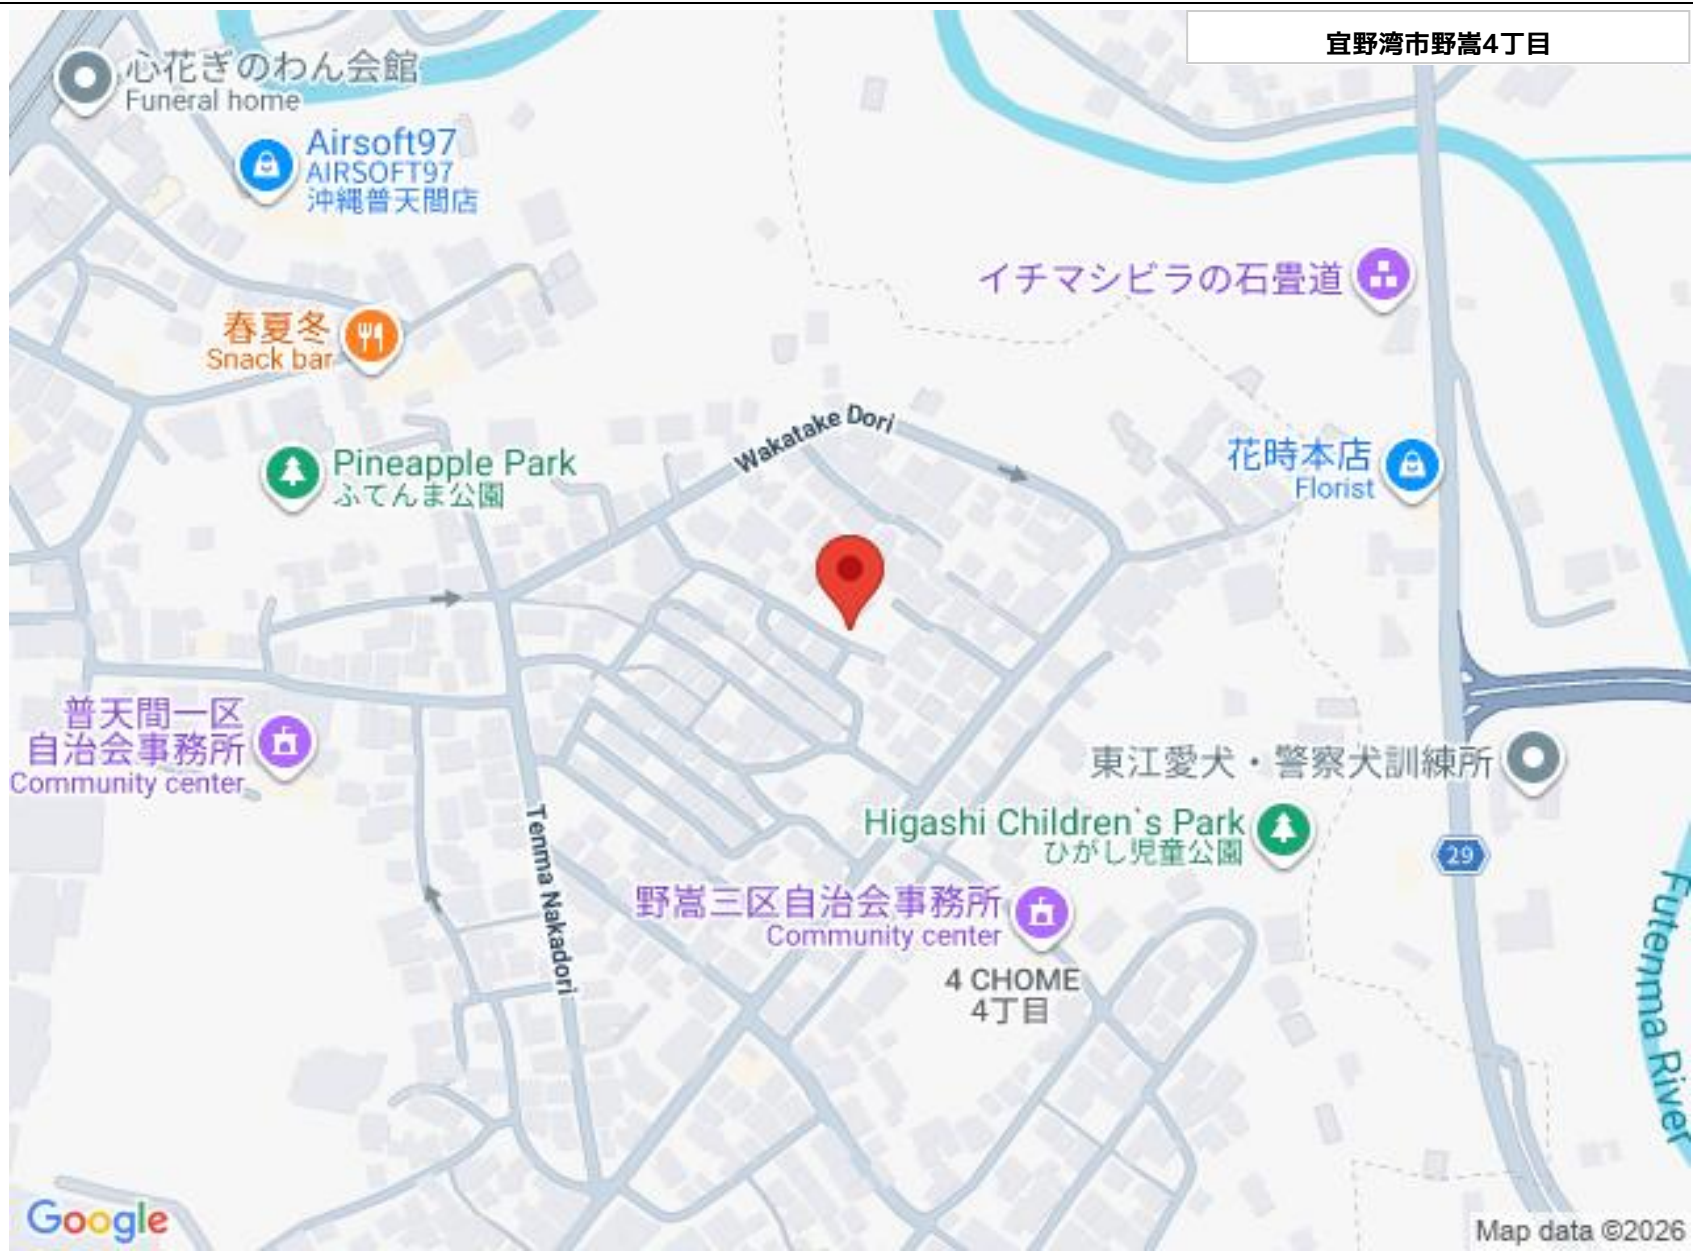 宜野湾市野嵩4丁目
心花ぎのわん会館
Funeral home
Airsoft97
AIRSOFT97
沖縄普天間店
イチマシビラの石畳道
春夏冬
Snack bar
Wakatake Dori
花時本店
Florist
Pineapple Park
ふてんま公園
普天間一区
自治会事務所
Community center
東江愛犬・警察犬訓練所
Higashi Children's Park
ひがし児童公園
29
Tenma Nakadori
野嵩三区自治会事務所
Community center
4 CHOME
4丁目
Futenma River
Google
Map data ©2026